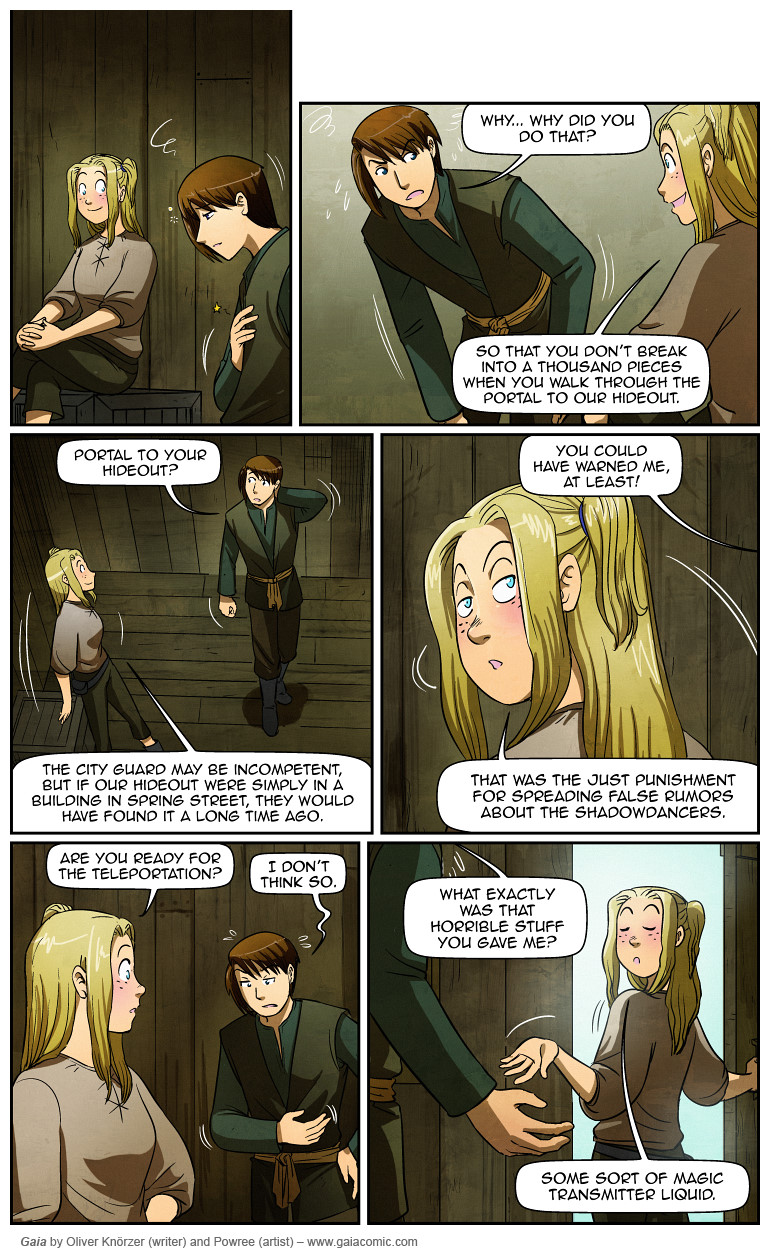 WHY... WHY DID YOU
DO THAT?
SO THAT YOU DON'T BREAK
INTO A THOUSAND PIECES
WHEN YOU WALK THROUGH THE
PORTAL TO OUR HIDEOUT.
PORTAL TO YOUR
HIDEOUT?
THE CITY GUARD MAY BE INCOMPETENT,
BUT IF OUR HIDEOUT WERE SIMPLY IN A
BUILDING IN SPRING STREET, THEY WOULD
HAVE FOUND IT A LONG TIME AGO.
YOU COULD
HAVE WARNED ME,
AT LEAST!
THAT WAS THE JUST PUNISHMENT
FOR SPREADING FALSE RUMORS
ABOUT THE SHADOWDANCERS.
ARE YOU READY FOR
THE TELEPORTATION?
I DON'T
THINK SO.
WHAT EXACTLY
WAS THAT
HORRIBLE STUFF
YOU GAVE ME?
SOME SORT OF MAGIC
TRANSMITTER LIQUID.
Gaia by Oliver Knörzer (writer) and Powree (artist) – www.gaiacomic.com